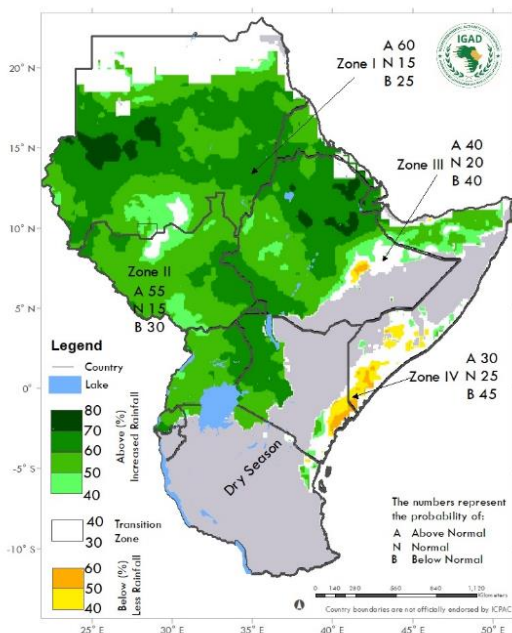 IGAD
20°N
15°N
10°N
5°N
0°
-5°N
-10°S
25°E
30°E
35°E
40°E
45°E
50°E
A 60
Zone I N 15
B 25
A 40
Zone III N 20
B 40
Zone II
A 55
N 15
B 30
A 30
Zone IV N 25
B 45
Dry Season
Legend
Country
Lake
Above (%)
Increased Rainfall
80
70
60
50
40
40
30
Transition
Zone
Below (%)
Less Rainfall
60
50
40
The numbers represent
the probability of:
A Above Normal
N Normal
B Below Normal
0 140 280 560 840 1,120
Kilometers
Country boundaries are not officially endorsed by ICPAC